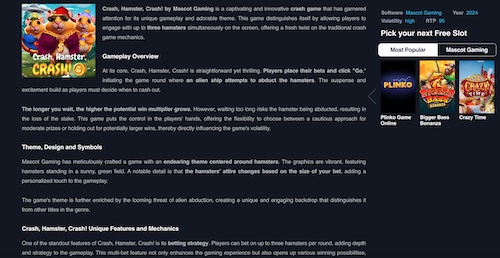 Crash, Hamster, Crash! by Mascot Gaming is a captivating and innovative crash game that has garnered
attention for its unique gameplay and adorable theme. This game distinguishes itself by allowing players to
engage with up to three hamsters simultaneously on the screen, offering a fresh twist on the traditional crash
game mechanics.
Crash, Hamster,
CRASH!
Gameplay Overview
At its core, Crash, Hamster, Crash! is straightforward yet thrilling. Players place their bets and click "Go,"
initiating the game round where an alien ship attempts to abduct the hamsters. The suspense and
excitement build as players must decide when to cash out.
The longer you wait, the higher the potential win multiplier grows. However, waiting too long risks the hamster being abducted, resulting in
the loss of the stake. This game puts the control in the players' hands, offering the flexibility to choose between a cautious approach for
moderate prizes or holding out for potentially larger wins, thereby directly influencing the game's volatility.
Theme, Design and Symbols
Mascot Gaming has meticulously crafted a game with an endearing theme centered around hamsters. The graphics are vibrant, featuring
hamsters standing in a sunny, green field. A notable detail is that the hamsters' attire changes based on the size of your bet, adding a
personalized touch to the gameplay.
The game's theme is further enriched by the looming threat of alien abduction, creating a unique and engaging backdrop that distinguishes it
from other titles in the genre.
Crash, Hamster, Crash! Unique Features and Mechanics
One of the standout features of Crash, Hamster, Crash! is its betting strategy. Players can bet on up to three hamsters per round, adding depth
and strategy to the gameplay. This multi-bet feature not only enhances the gaming experience but also opens up various winning possibilities,
Software Mascot Gaming Year 2024
Volatility high RTP 95
Pick your next Free Slot
Most Popular Mascot Gaming
PLINKO
BIGGER BASS
BONANZA
CRAZY
TIME
Plinko Game
Online
Bigger Bass
Bonanza
Crazy Time